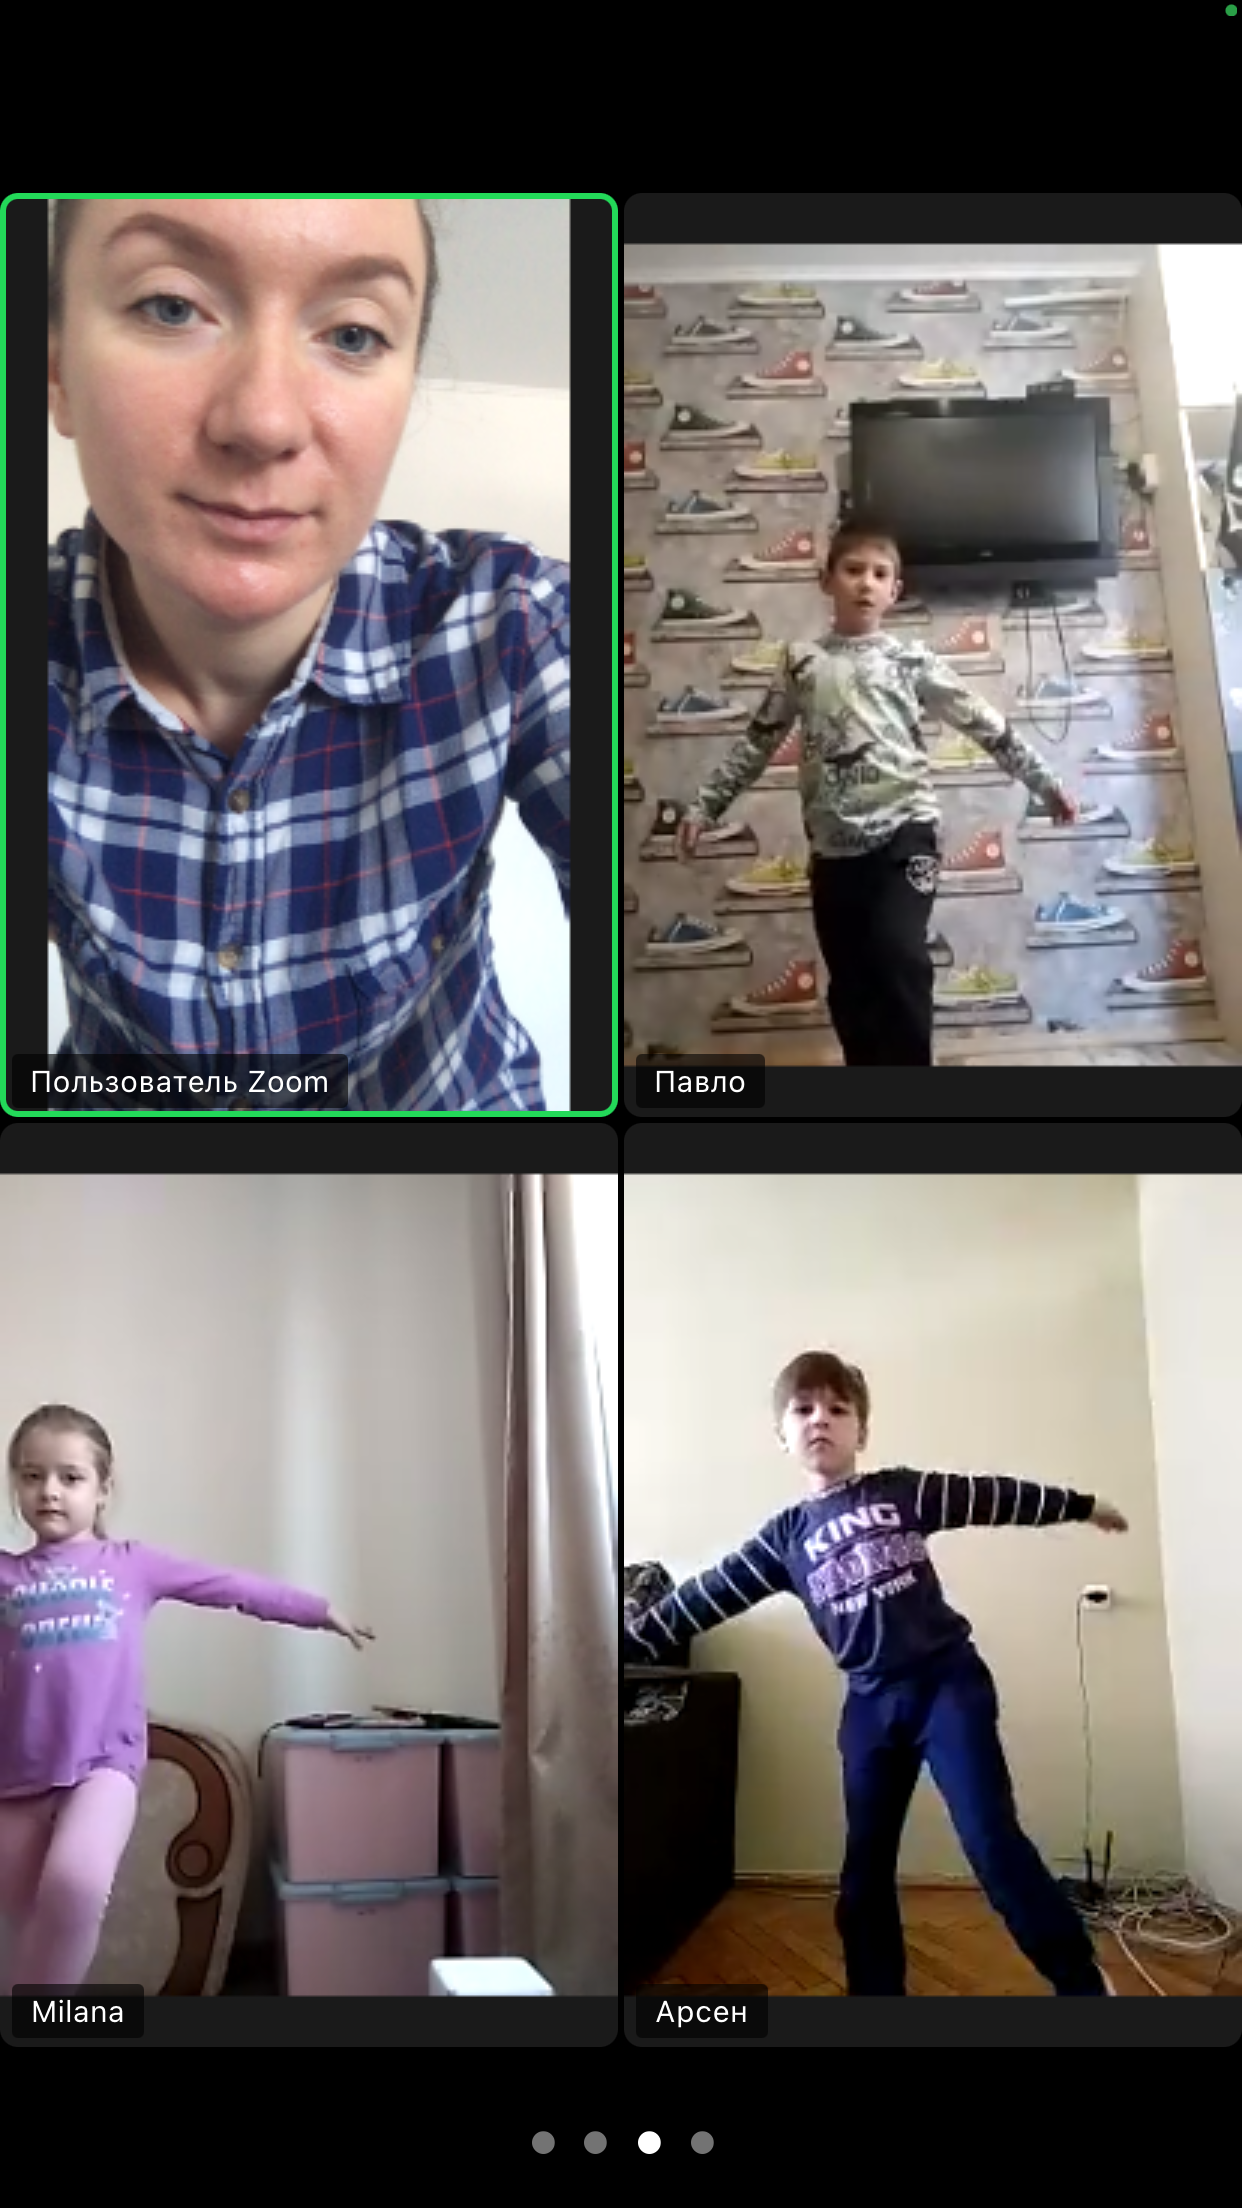 Пользователь Zoom
Павло
KING
NEW YORK
Milana
Арсен